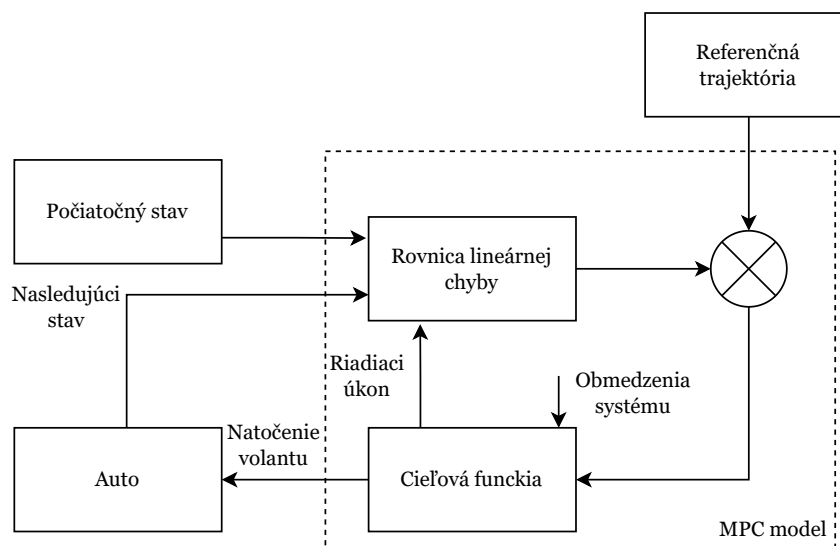 Referenčná
trajektória
Počiatočný stav
Rovnica lineárnej
chyby
Nasledujúci
stav
Riadiaci
úkon
Obmedzenia
systému
Natočenie
volantu
Auto
Cieľová funckia
MPC model